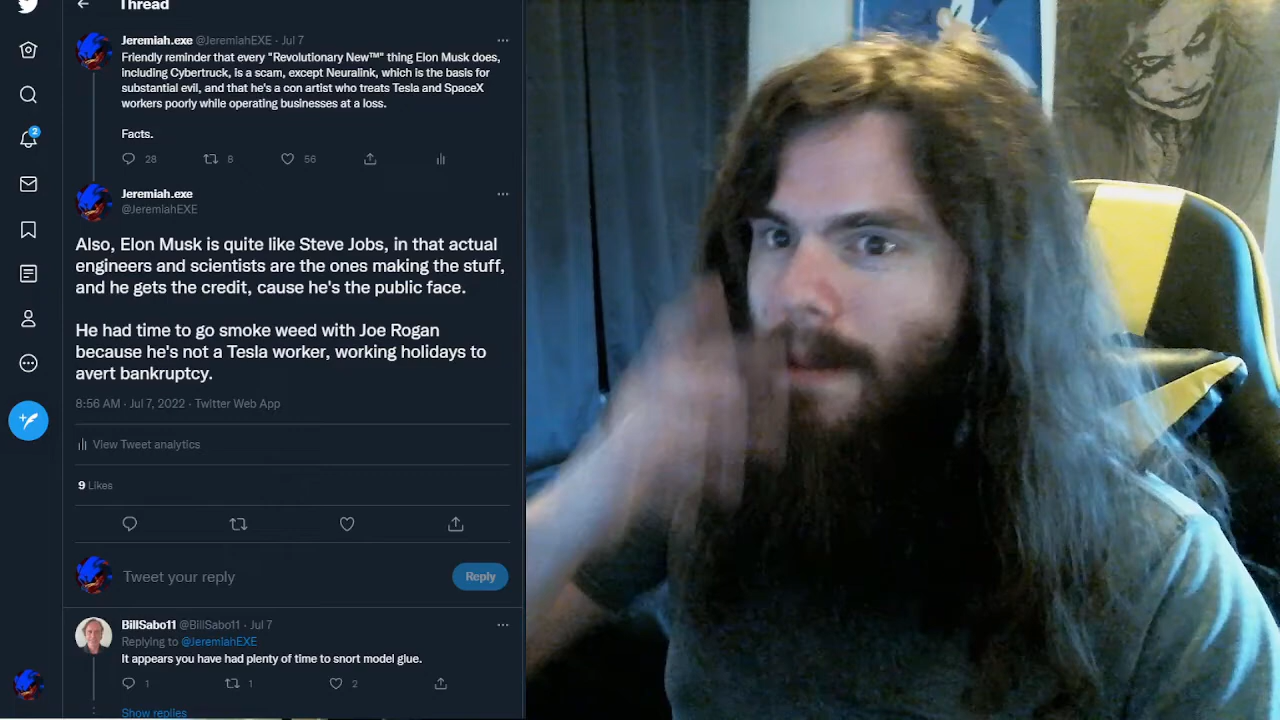 Thread
Jeremiah.exe @JeremiahEXE · Jul 7
Friendly reminder that every "Revolutionary New™" thing Elon Musk does,
including Cybertruck, is a scam, except Neuralink, which is the basis for
substantial evil, and that he's a con artist who treats Tesla and SpaceX
workers poorly while operating businesses at a loss.
Facts.
28 8 56
2
Jeremiah.exe
@JeremiahEXE
Also, Elon Musk is quite like Steve Jobs, in that actual
engineers and scientists are the ones making the stuff,
and he gets the credit, cause he's the public face.
He had time to go smoke weed with Joe Rogan
because he's not a Tesla worker, working holidays to
avert bankruptcy.
8:56 AM · Jul 7, 2022 · Twitter Web App
View Tweet analytics
9 Likes
Tweet your reply
Reply
BillSabo11 @BillSabo11 · Jul 7
Replying to @JeremiahEXE
It appears you have had plenty of time to snort model glue.
1 1 2
Show replies